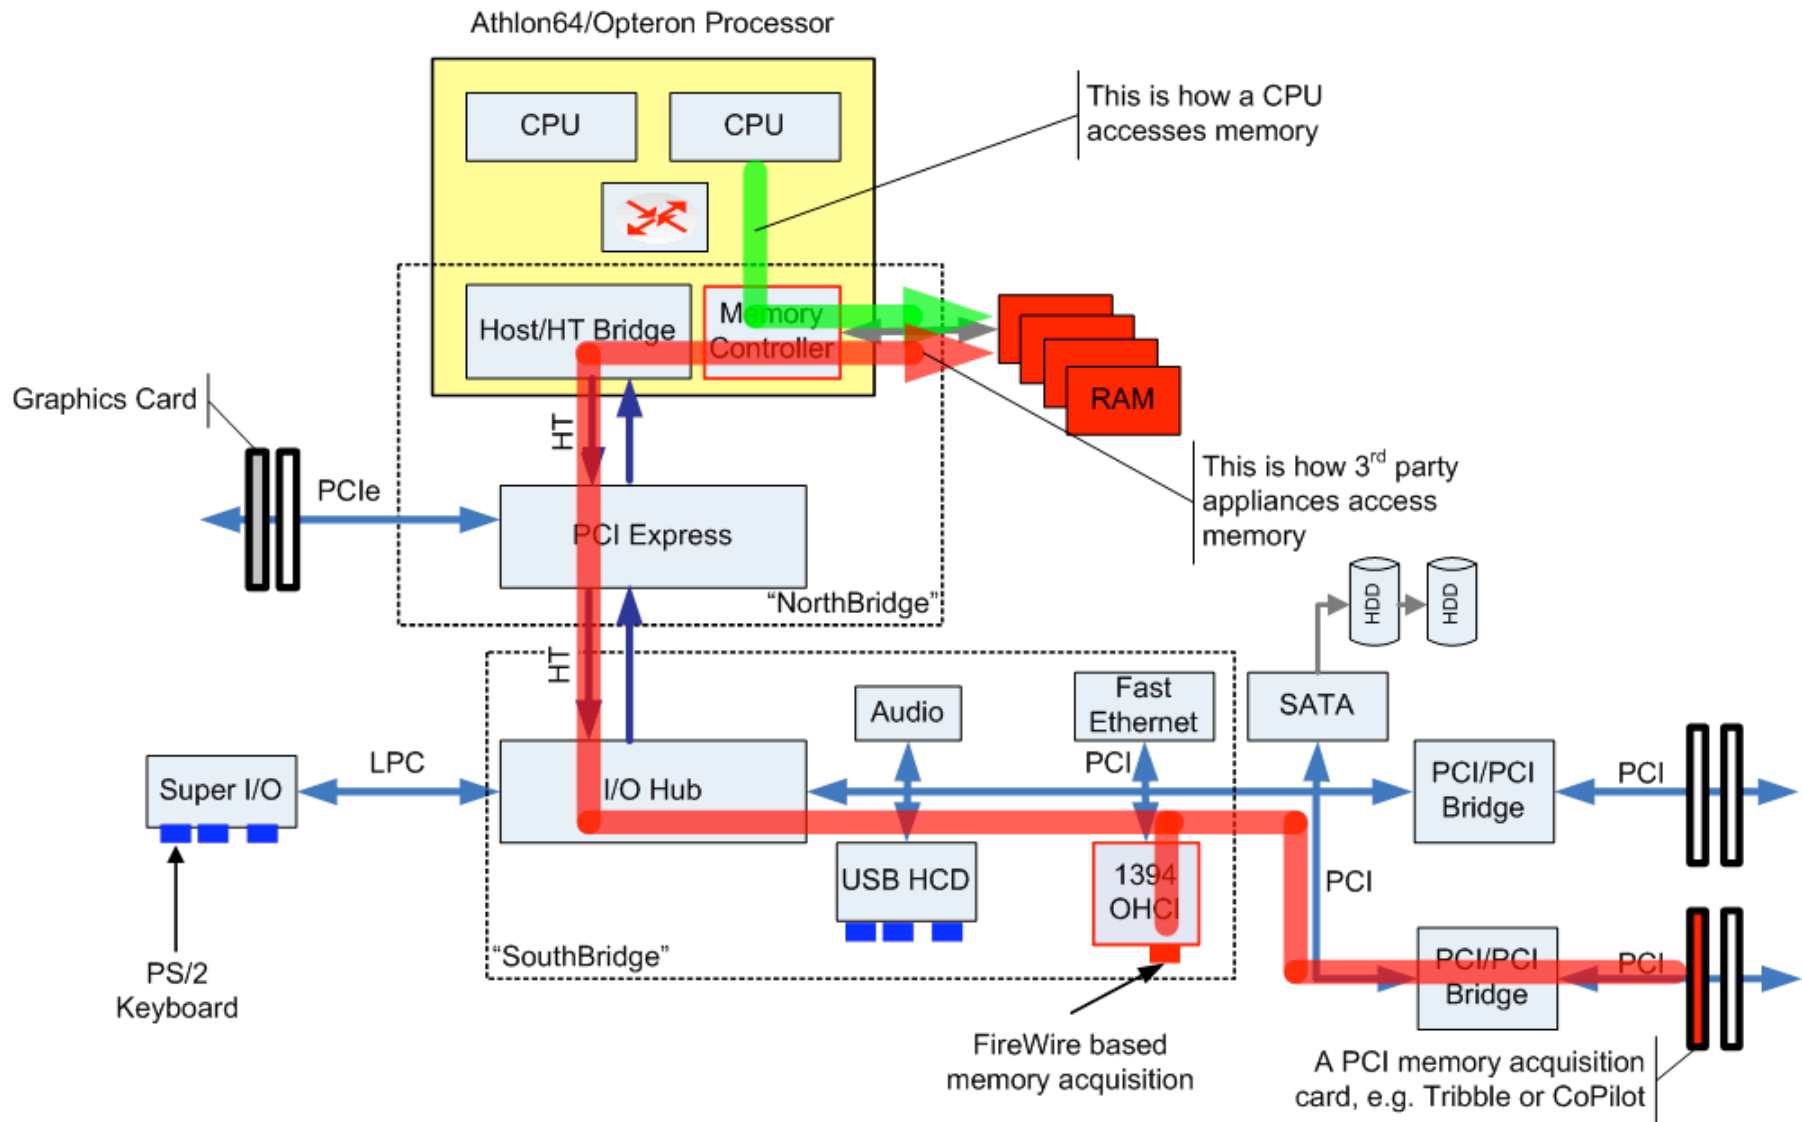 Athlon64/Opteron Processor
CPU
CPU
This is how a CPU
accesses memory
Host/HT Bridge
Memory
Controller
RAM
Graphics Card
HT
PCIe
PCI Express
This is how 3rd party
appliances access
memory
“NorthBridge”
HDD
HDD
HT
Audio
Fast
Ethernet
SATA
Super I/O
LPC
I/O Hub
PCI
PCI/PCI
Bridge
PCI
USB HCD
1394
OHCI
PCI
“SouthBridge”
PCI/PCI
Bridge
PCI
PS/2
Keyboard
FireWire based
memory acquisition
A PCI memory acquisition
card, e.g. Tribble or CoPilot